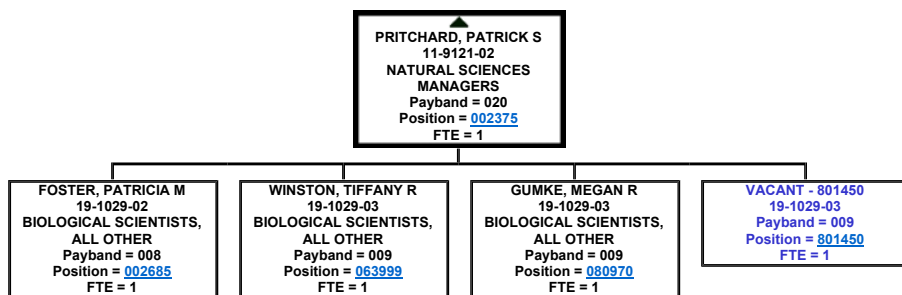 PRITCHARD, PATRICK S
11-9121-02
NATURAL SCIENCES
MANAGERS
Payband = 020
Position = 002375
FTE = 1
FOSTER, PATRICIA M
19-1029-02
BIOLOGICAL SCIENTISTS,
ALL OTHER
Payband = 008
Position = 002685
FTE = 1
WINSTON, TIFFANY R
19-1029-03
BIOLOGICAL SCIENTISTS,
ALL OTHER
Payband = 009
Position = 063999
FTE = 1
GUMKE, MEGAN R
19-1029-03
BIOLOGICAL SCIENTISTS,
ALL OTHER
Payband = 009
Position = 080970
FTE = 1
VACANT - 801450
19-1029-03
Payband = 009
Position = 801450
FTE = 1